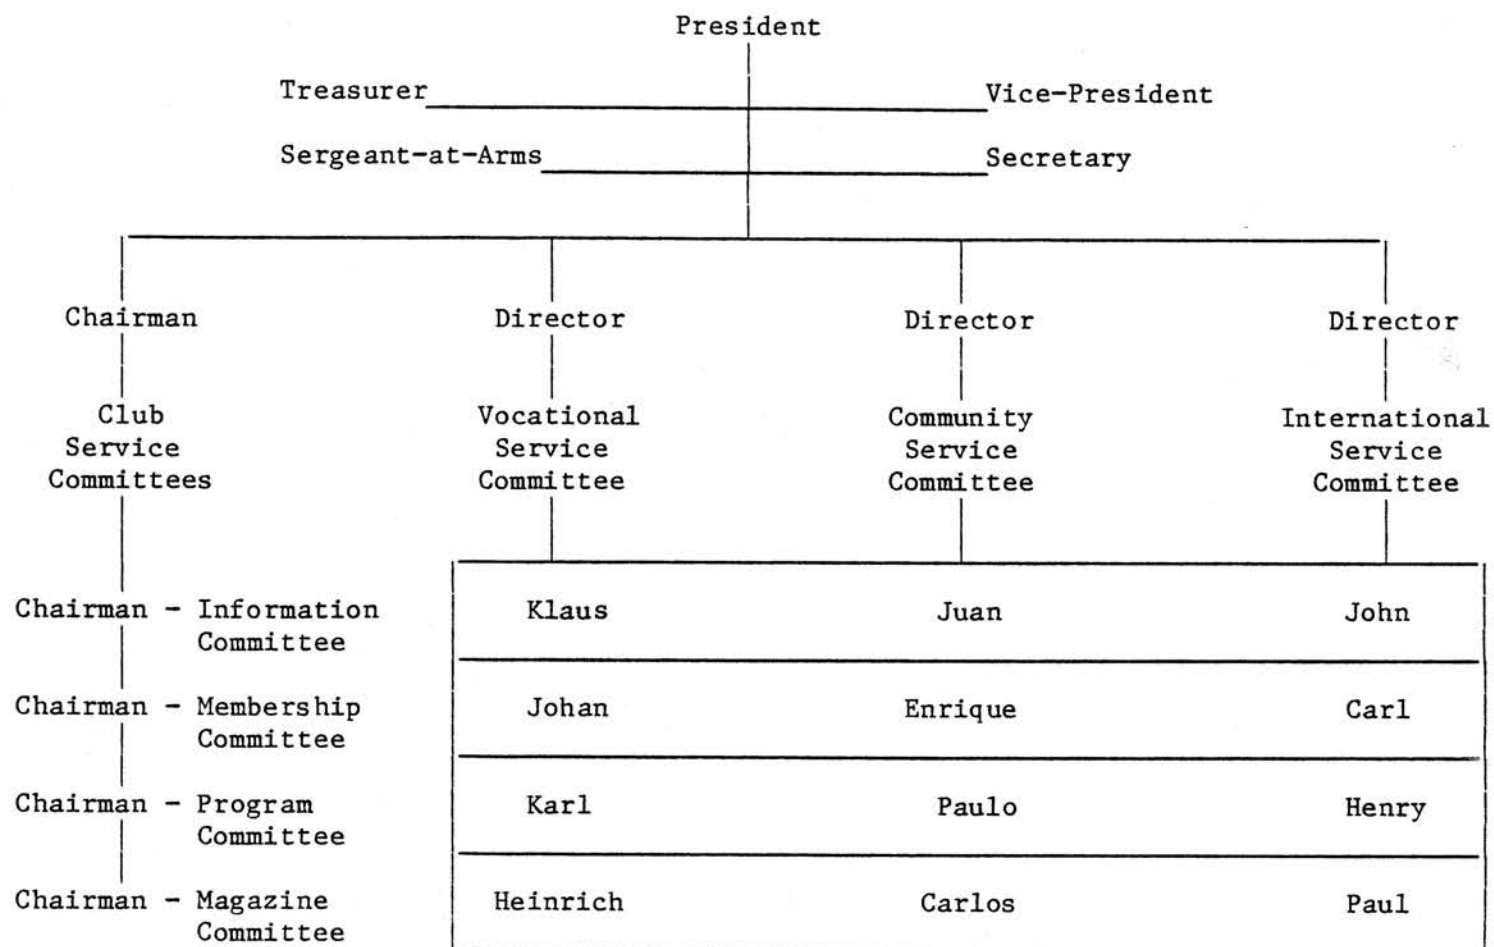 President
Treasurer Vice-President
Sergeant-at-Arms Secretary
Chairman Director Director Director
Club Vocational Community International
Service Service Service Service
Committees Committee Committee Committee
Chairman - Information Klaus Juan John
Committee
Chairman - Membership Johan Enrique Carl
Committee
Chairman - Program Karl Paulo Henry
Committee
Chairman - Magazine Heinrich Carlos Paul
Committee